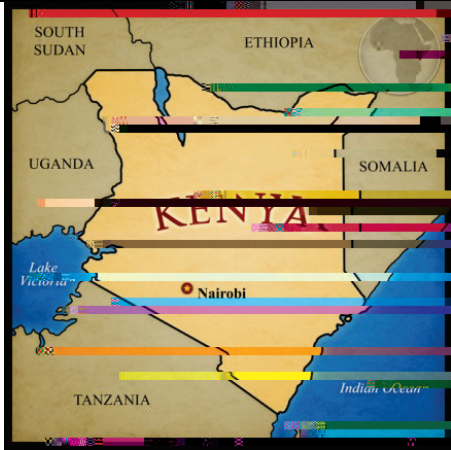 SOUTH
SUDAN
ETHIOPIA
UGANDA
SOMALIA
KENYA
Lake
Victoria
Nairobi
TANZANIA
Indian Ocean